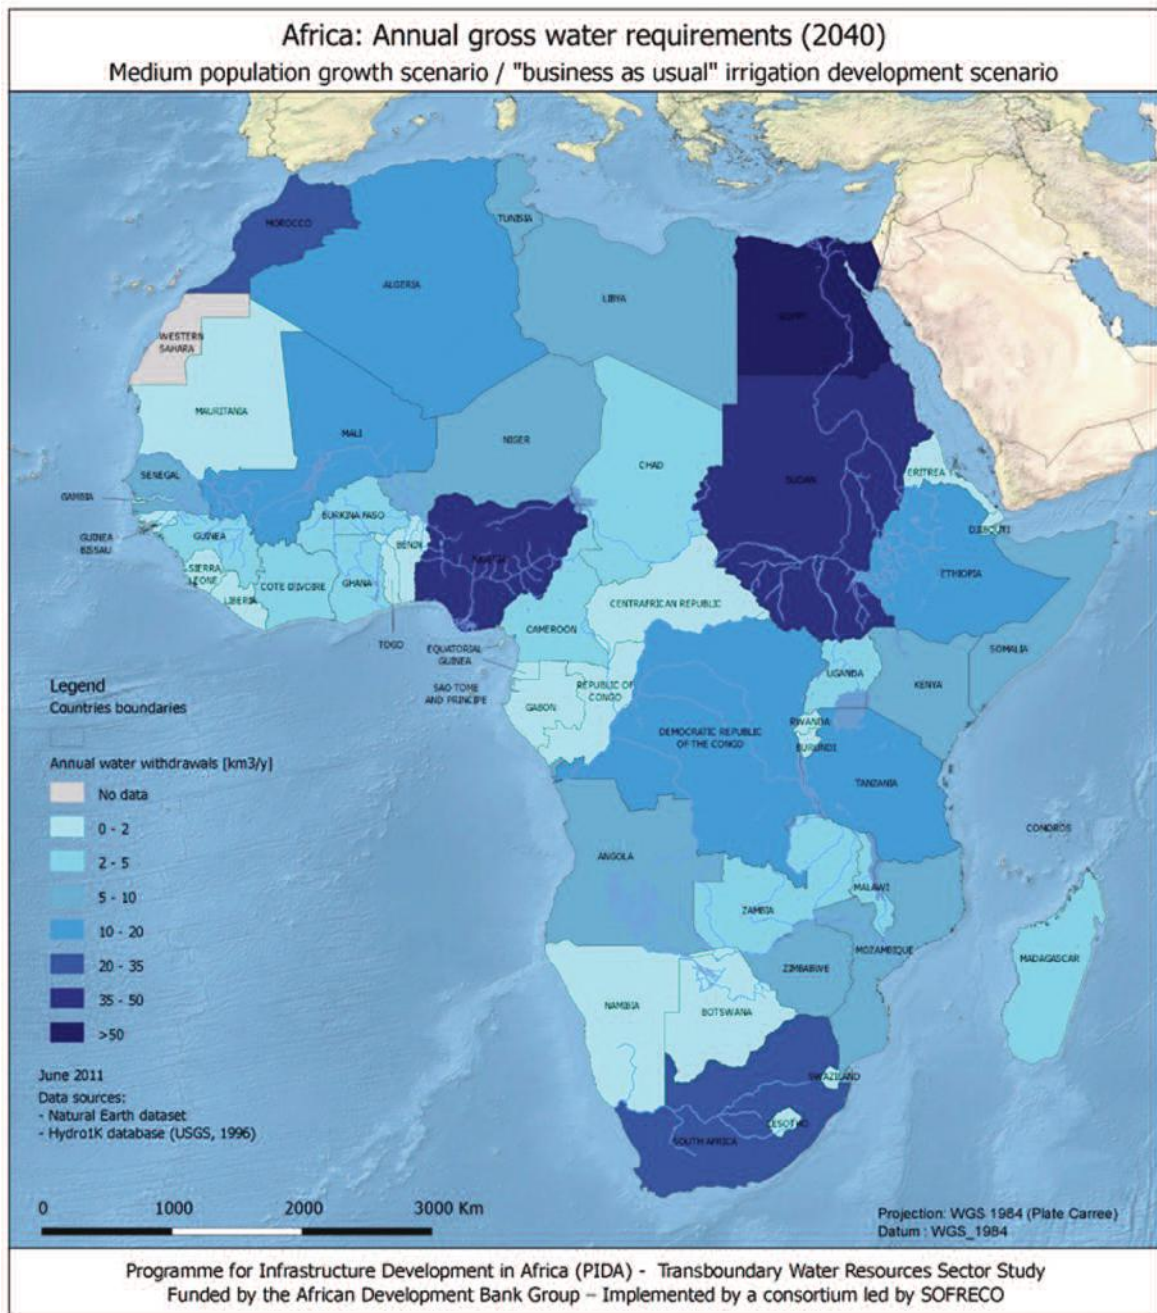 Africa: Annual gross water requirements (2040)
Medium population growth scenario / "business as usual" irrigation development scenario
MOROCCO
TUNISIA
ALGERIA
LIBYA
EGYPT
WESTERN
SAHARA
MAURITANIA
MALI
NIGER
CHAD
SUDAN
ERITREA
SENEGAL
GAMBIA
BURKINA FASO
DJIBOUTI
GUINEA
BISSAU
GUINEA
BENIN
NIGERIA
ETHIOPIA
SIERRA
LEONE
COTE D'IVOIRE
GHANA
LIBERIA
CENTRAFRICAN REPUBLIC
CAMEROON
TOGO
EQUATORIAL
GUINEA
SOMALIA
UGANDA
KENYA
SAO TOME
AND PRINCIPE
GABON
REPUBLIC OF
CONGO
RWANDA
DEMOCRATIC REPUBLIC
OF THE CONGO
BURUNDI
TANZANIA
COMOROS
ANGOLA
MALAWI
ZAMBIA
MOZAMBIQUE
MADAGASCAR
ZIMBABWE
NAMIBIA
BOTSWANA
SWAZILAND
LESOTHO
SOUTH AFRICA
Legend
Countries boundaries
Annual water withdrawals [km3/y]
No data
0 - 2
2 - 5
5 - 10
10 - 20
20 - 35
35 - 50
>50
June 2011
Data sources:
- Natural Earth dataset
- Hydro1K database (USGS, 1996)
0 1000 2000 3000 Km
Projection: WGS 1984 (Plate Carree)
Datum : WGS_1984
Programme for Infrastructure Development in Africa (PIDA) - Transboundary Water Resources Sector Study
Funded by the African Development Bank Group – Implemented by a consortium led by SOFRECO